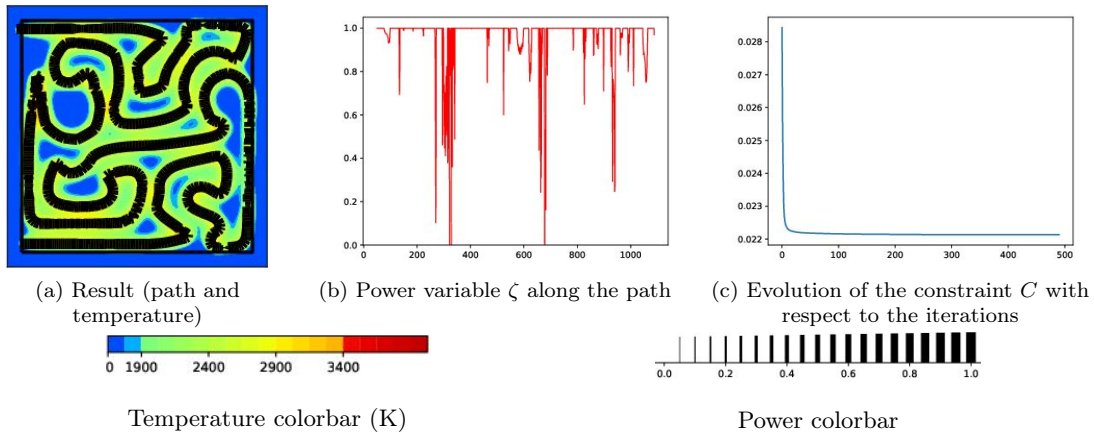 1.0
0.8
0.6
0.4
0.2
0.0
0 200 400 600 800 1000
0.028
0.027
0.026
0.025
0.024
0.023
0.022
0 100 200 300 400 500
(a) Result (path and
temperature)
(b) Power variable ζ along the path
(c) Evolution of the constraint C with
respect to the iterations
0 1900 2400 2900 3400
Temperature colorbar (K)
0.0 0.2 0.4 0.6 0.8 1.0
Power colorbar